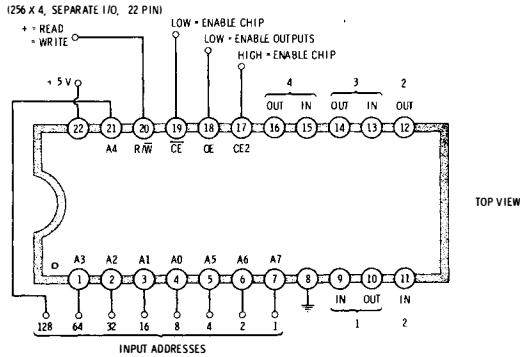 (256 X 4, SEPARATE I/O, 22 PIN)
+ = READ
- = WRITE
LOW = ENABLE CHIP
LOW = ENABLE OUTPUTS
HIGH = ENABLE CHIP
+ 5 V
4
3
2
OUT IN OUT IN OUT
22 21 20 19 18 17 16 15 14 13 12
A4 R/W CE OE CE2
TOP VIEW
A3 A2 A1 A0 A5 A6 A7
1 2 3 4 5 6 7 8 9 10 11
IN OUT IN
128 64 32 16 8 4 2 1
1 2
INPUT ADDRESSES